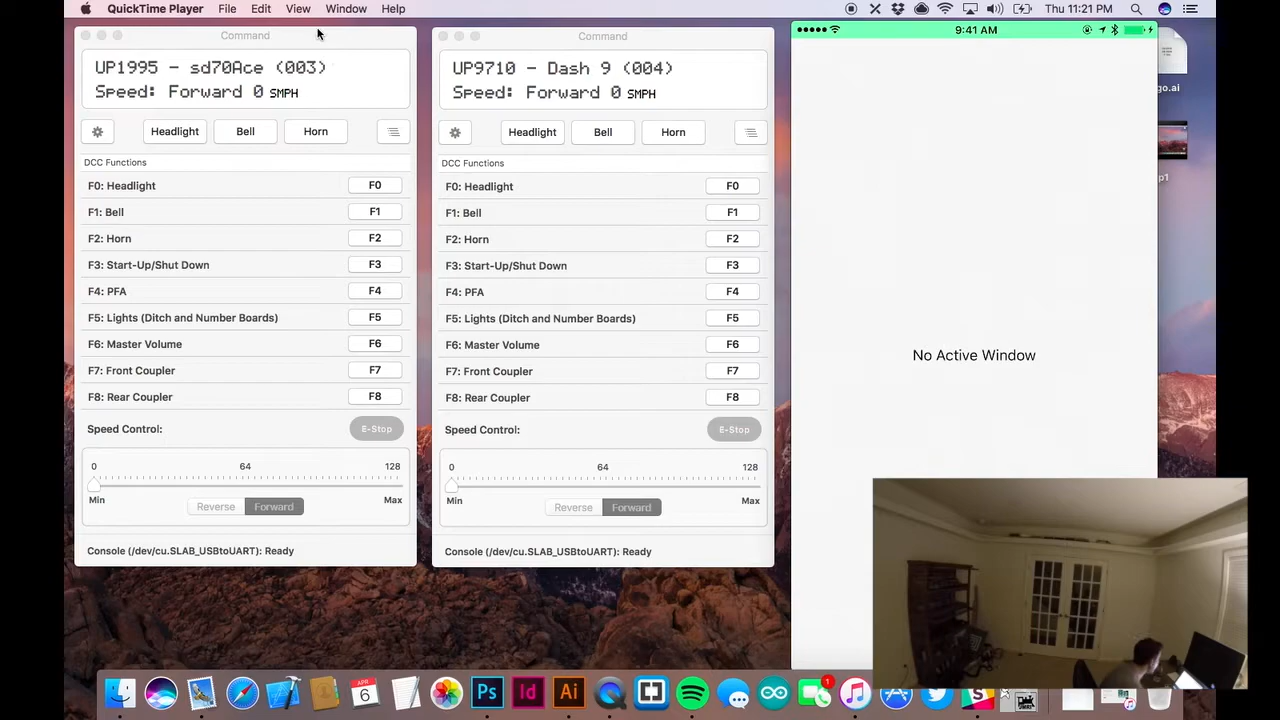 QuickTime Player File Edit View Window Help Thu 11:21 PM
Command
UP1995 - sd70Ace (003)
Speed: Forward 0 SMPH
Headlight Bell Horn
DCC Functions
F0: Headlight F0
F1: Bell F1
F2: Horn F2
F3: Start-Up/Shut Down F3
F4: PFA F4
F5: Lights (Ditch and Number Boards) F5
F6: Master Volume F6
F7: Front Coupler F7
F8: Rear Coupler F8
Speed Control: E-Stop
0 64 128
Min Max
Reverse Forward
Console (/dev/cu.SLAB_USBtoUART): Ready
Command
UP9710 - Dash 9 (004)
Speed: Forward 0 SMPH
Headlight Bell Horn
DCC Functions
F0: Headlight F0
F1: Bell F1
F2: Horn F2
F3: Start-Up/Shut Down F3
F4: PFA F4
F5: Lights (Ditch and Number Boards) F5
F6: Master Volume F6
F7: Front Coupler F7
F8: Rear Coupler F8
Speed Control: E-Stop
0 64 128
Min Max
Reverse Forward
Console (/dev/cu.SLAB_USBtoUART): Ready
9:41 AM
No Active Window
go.ai
p1
APR
6
Ps
Id
Ai
1